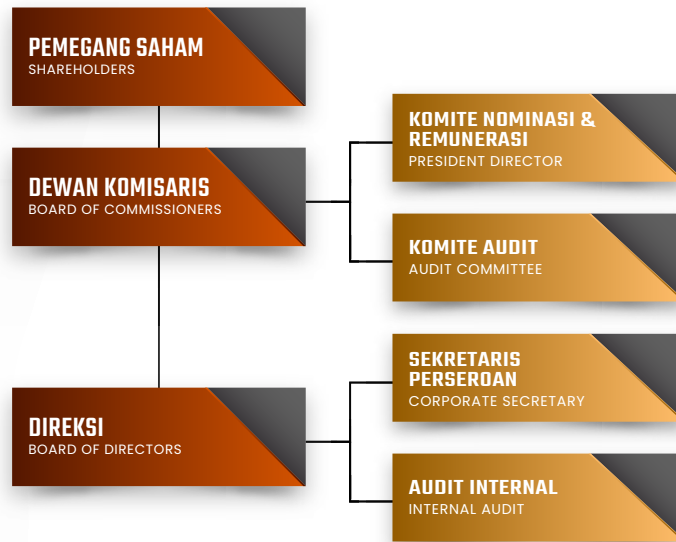 PEMEGANG SAHAM
SHAREHOLDERS
DEWAN KOMISARIS
BOARD OF COMMISSIONERS
KOMITE NOMINASI &
REMUNERASI
PRESIDENT DIRECTOR
KOMITE AUDIT
AUDIT COMMITTEE
DIREKSI
BOARD OF DIRECTORS
SEKRETARIS
PERSEROAN
CORPORATE SECRETARY
AUDIT INTERNAL
INTERNAL AUDIT